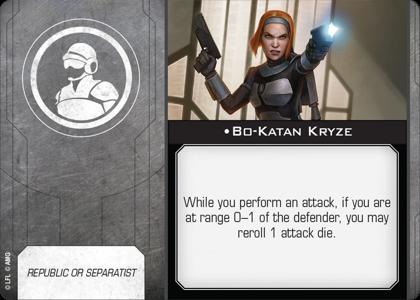 • Bo-Katan Kryze
While you perform an attack, if you are
at range 0–1 of the defender, you may
reroll 1 attack die.
REPUBLIC OR SEPARATIST
© LFL © AMG